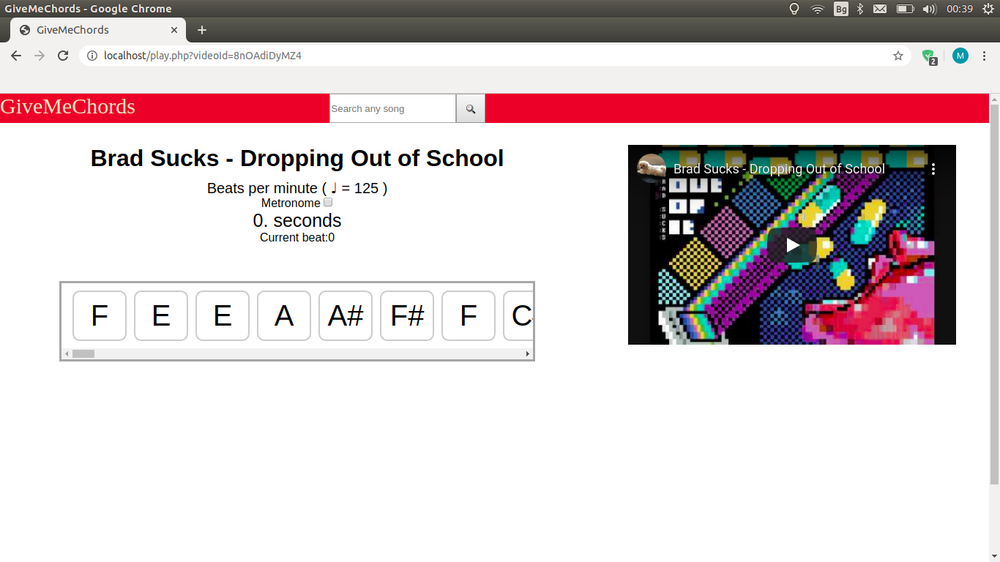 GiveMeChords - Google Chrome
Bg
00:39
GiveMeChords
localhost/play.php?videoId=8nOAdiDyMZ4
2
M
GiveMeChords
Search any song
Brad Sucks - Dropping Out of School
Beats per minute ( ♩ = 125 )
Metronome
0. seconds
Current beat:0
F E E A A# F# F C
Brad Sucks - Dropping Out of School